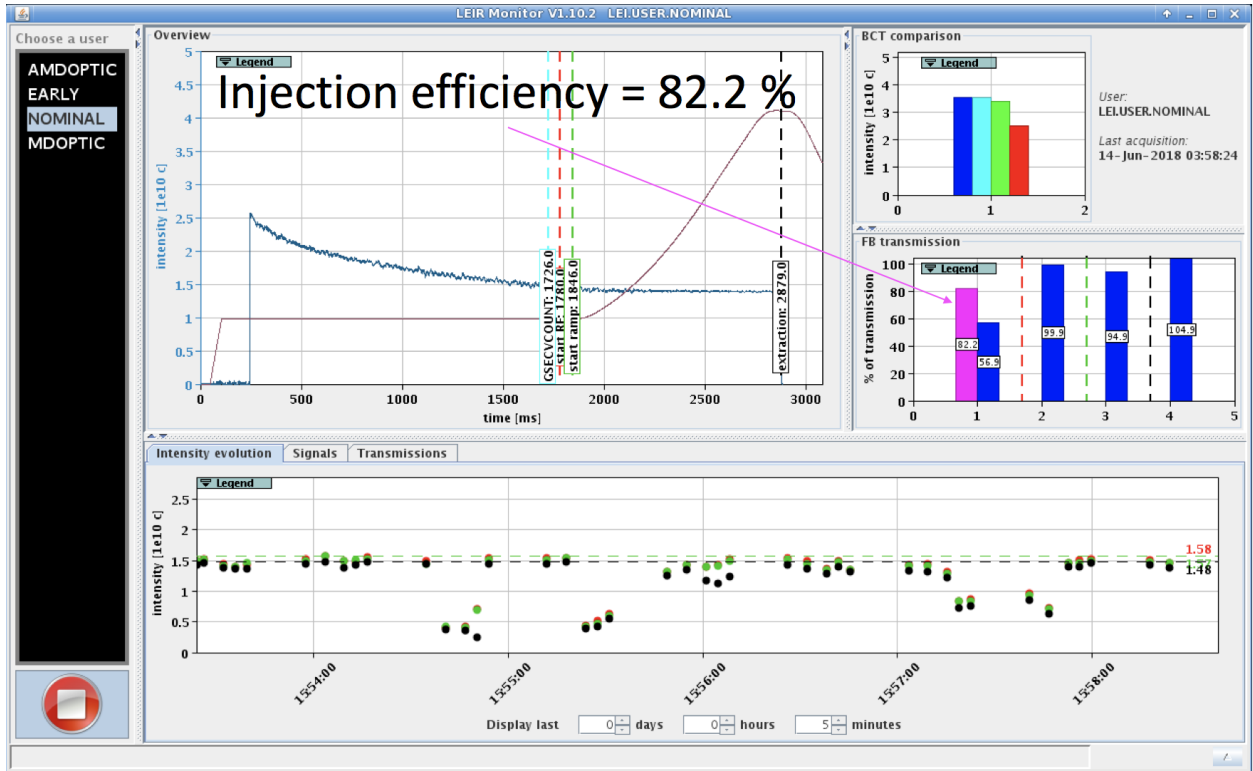 LEIR Monitor V1.10.2 LEI.USER.NOMINAL
Choose a user
AMDOPTIC
EARLY
NOMINAL
MDOPTIC
Overview
Legend
Injection efficiency = 82.2 %
intensity [1e10 c]
5
4.5
4
3.5
3
2.5
2
1.5
1
0.5
0
GSECVCOUNT: 1726.0
start RF: 1780.0
start ramp: 1846.0
extraction: 2879.0
0 500 1000 1500 2000 2500 3000
time [ms]
BCT comparison
Legend
intensity [1e10 c]
5
4
3
2
1
0
0 1 2
User:
LEI.USER.NOMINAL
Last acquisition:
14-Jun-2018 03:58:24
FB transmission
Legend
% of transmission
100
80
60
40
20
0
82.2
56.9
99.9
94.9
104.9
0 1 2 3 4 5
Intensity evolution Signals Transmissions
Legend
intensity [1e10 c]
2.5
2
1.5
1
0.5
0
1.58
1.48
15:54:00 15:55:00 15:56:00 15:57:00 15:58:00
Display last 0 days 0 hours 5 minutes